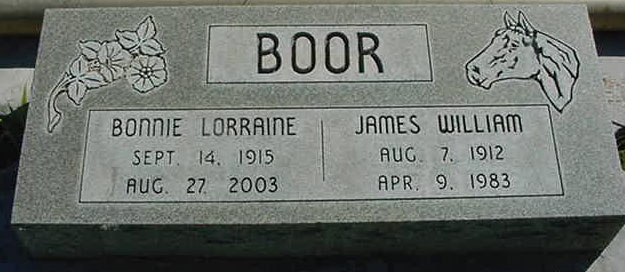 BOOR
BONNIE LORRAINE
SEPT. 14, 1915
AUG. 27, 2003
JAMES WILLIAM
AUG. 7, 1912
APR. 9, 1983